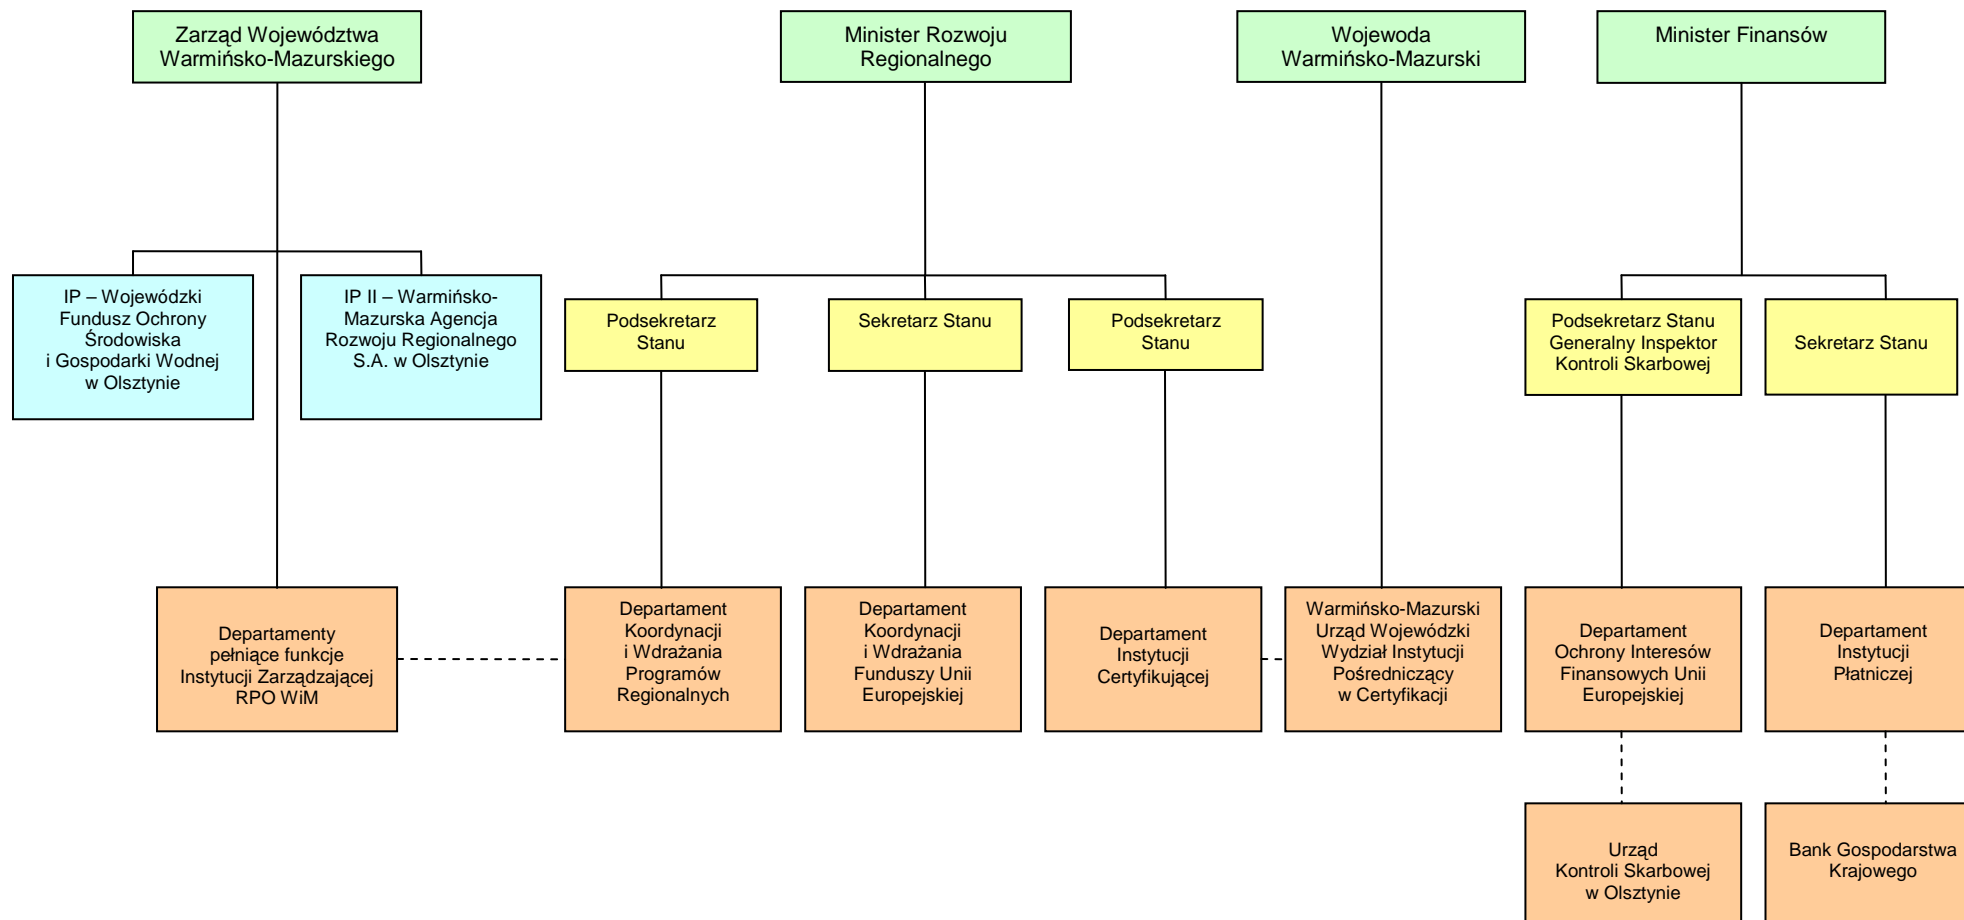 Zarząd Województwa
Warmińsko-Mazurskiego
Minister Rozwoju
Regionalnego
Wojewoda
Warmińsko-Mazurski
Minister Finansów
IP – Wojewódzki
Fundusz Ochrony
Środowiska
i Gospodarki Wodnej
w Olsztynie
IP II – Warmińsko-
Mazurska Agencja
Rozwoju Regionalnego
S.A. w Olsztynie
Podsekretarz
Stanu
Sekretarz Stanu
Podsekretarz
Stanu
Podsekretarz Stanu
Generalny Inspektor
Kontroli Skarbowej
Sekretarz Stanu
Departamenty
pełniące funkcje
Instytucji Zarządzającej
RPO WiM
Departament
Koordynacji
i Wdrażania
Programów
Regionalnych
Departament
Koordynacji
i Wdrażania
Funduszy Unii
Europejskiej
Departament
Instytucji
Certyfikującej
Warmińsko-Mazurski
Urząd Wojewódzki
Wydział Instytucji
Pośredniczący
w Certyfikacji
Departament
Ochrony Interesów
Finansowych Unii
Europejskiej
Departament
Instytucji
Płatniczej
Urząd
Kontroli Skarbowej
w Olsztynie
Bank Gospodarstwa
Krajowego